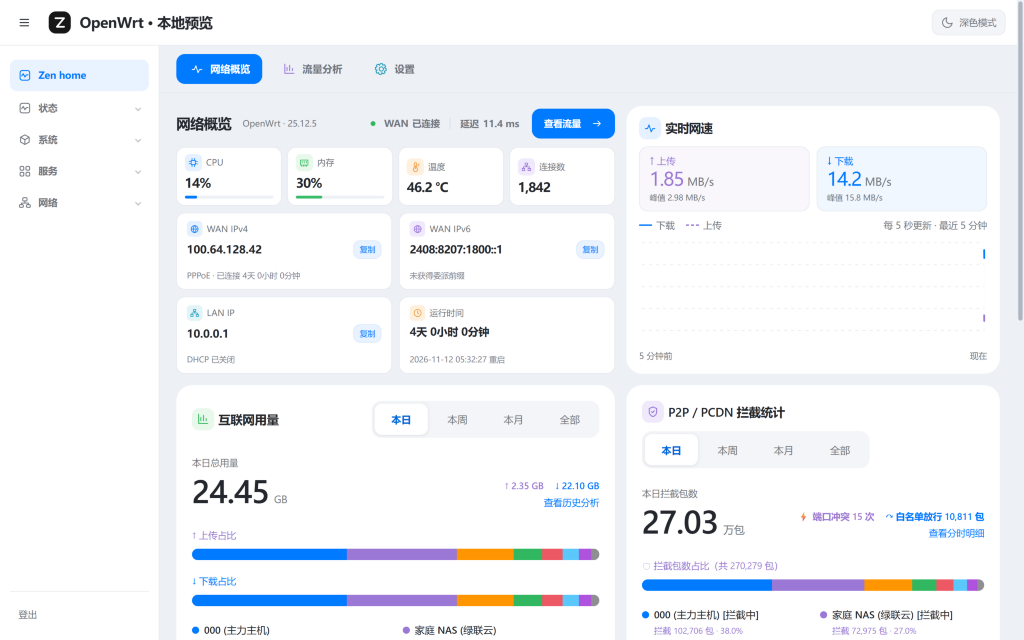 OpenWrt • 本地预览
深色模式
Zen home
状态
系统
服务
网络
登出
网络概览
流量分析
设置
网络概览 OpenWrt · 25.12.5
WAN 已连接 延迟 11.4 ms
查看流量 →
CPU
14%
内存
30%
温度
46.2 °C
连接数
1,842
WAN IPv4
100.64.128.42
复制
PPPoE · 已连接 4天 0小时 0分钟
WAN IPv6
2408:8207:1800::1
复制
未获得委派前缀
LAN IP
10.0.0.1
复制
DHCP 已关闭
运行时间
4天 0小时 0分钟
2026-11-12 05:32:27 重启
实时网速
↑上传
1.85 MB/s
峰值 2.98 MB/s
↓下载
14.2 MB/s
峰值 15.8 MB/s
下载 上传
每 5 秒更新 · 最近 5 分钟
5 分钟前 现在
互联网用量
本日 本周 本月 全部
本日总用量
24.45 GB
↑ 2.35 GB ↓ 22.10 GB
查看历史分析
↑ 上传占比
↓ 下载占比
000 (主力主机)
家庭 NAS (绿联云)
P2P / PCDN 拦截统计
本日 本周 本月 全部
本日拦截包数
27.03 万包
端口冲突 15 次
白名单放行 10,811 包
查看分时明细
拦截包数占比（共 270,279 包）
000 (主力主机) [拦截中]
拦截 102,706 包 · 38.0%
家庭 NAS (绿联云) [拦截中]
拦截 72,975 包 · 27.0%